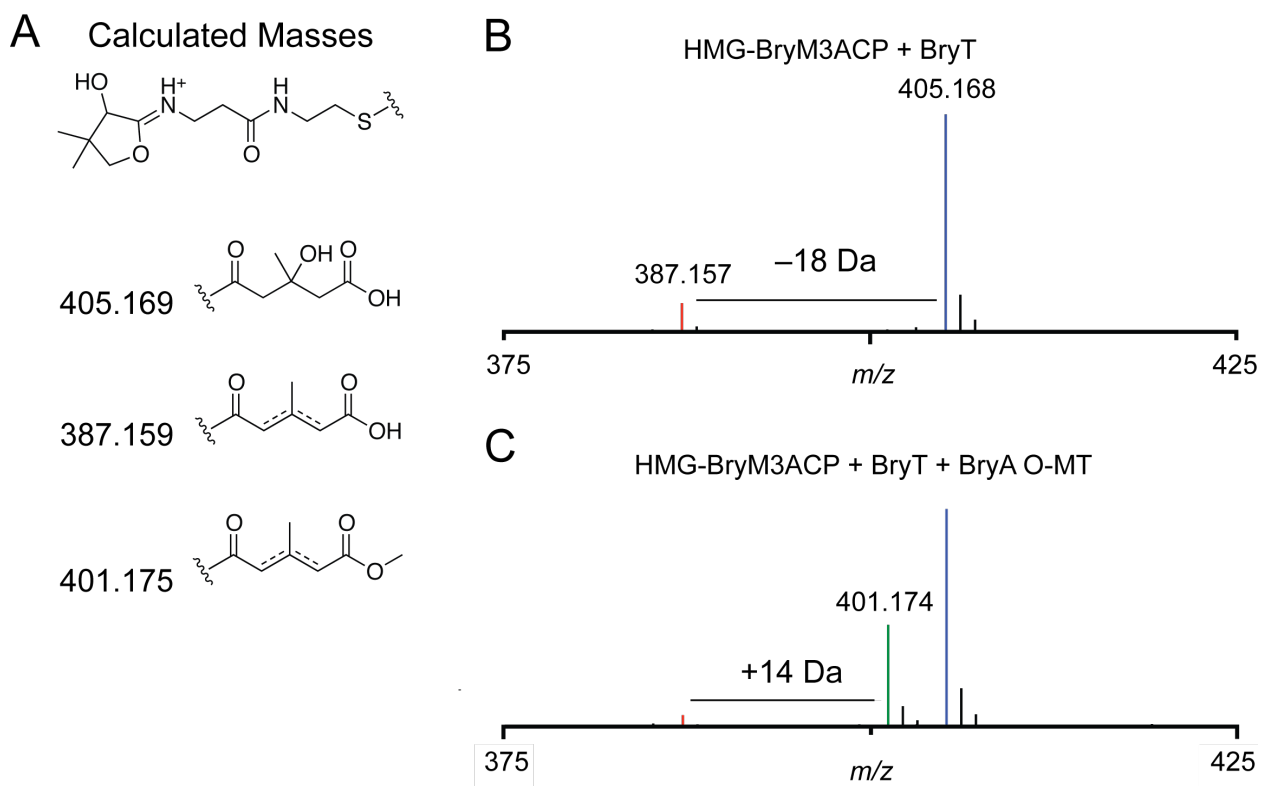 A
Calculated Masses
HO
H+
N
O
O
H
N
S
405.169
O
OH
O
OH
387.159
O
O
OH
401.175
O
O
O
B
HMG-BryM3ACP + BryT
405.168
387.157
–18 Da
375
425
m/z
C
HMG-BryM3ACP + BryT + BryA O-MT
401.174
+14 Da
375
425
m/z